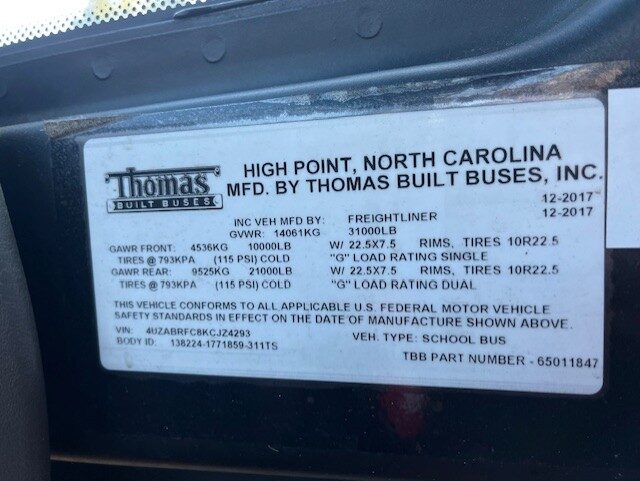 Thomas
BUILT BUSES
HIGH POINT, NORTH CAROLINA
MFD. BY THOMAS BUILT BUSES, INC.
12-2017
INC VEH MFD BY: FREIGHTLINER 12-2017
GVWR: 14061KG 31000LB
GAWR FRONT: 4536KG 10000LB W/ 22.5X7.5 RIMS, TIRES 10R22.5
TIRES @ 793KPA (115 PSI) COLD "G" LOAD RATING SINGLE
GAWR REAR: 9525KG 21000LB W/ 22.5X7.5 RIMS, TIRES 10R22.5
TIRES @ 793KPA (115 PSI) COLD "G" LOAD RATING DUAL
THIS VEHICLE CONFORMS TO ALL APPLICABLE U.S. FEDERAL MOTOR VEHICLE
SAFETY STANDARDS IN EFFECT ON THE DATE OF MANUFACTURE SHOWN ABOVE.
VIN: 4UZABRFC8KCJZ4293 VEH. TYPE: SCHOOL BUS
BODY ID: 138224-1771859-311TS
TBB PART NUMBER - 65011847